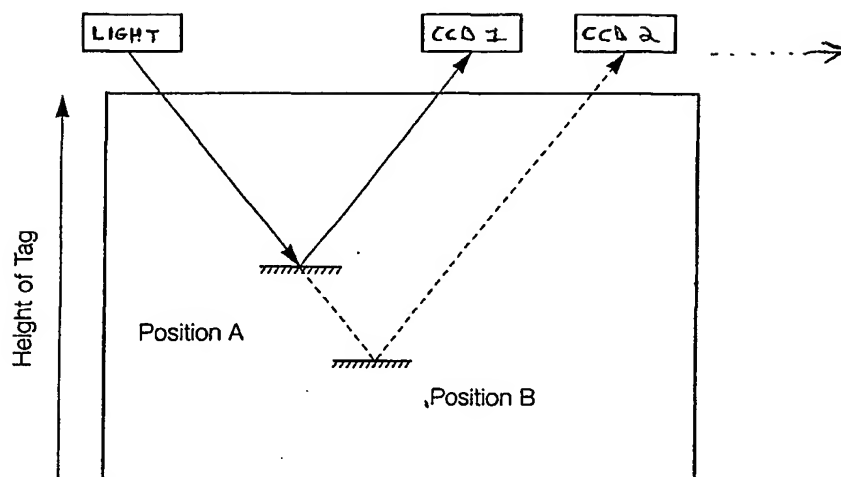 LIGHT
CCD 1
CCD 2
Height of Tag
Position A
Position B